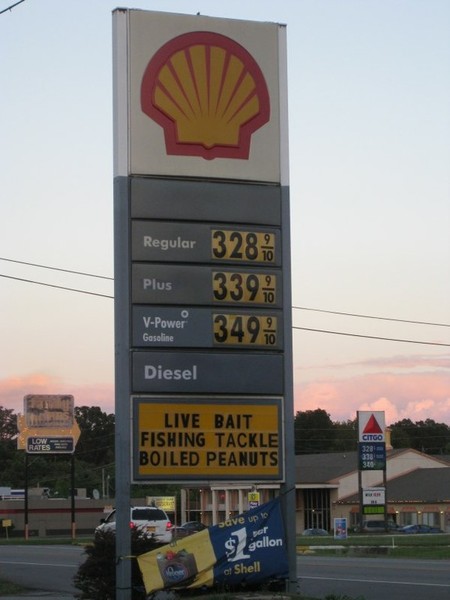 Regular 328 9/10
Plus 339 9/10
V-Power
Gasoline 349 9/10
Diesel
LIVE BAIT
FISHING TACKLE
BOILED PEANUTS
LOW
RATES
CITGO
save up to
$1 per
gallon
at Shell